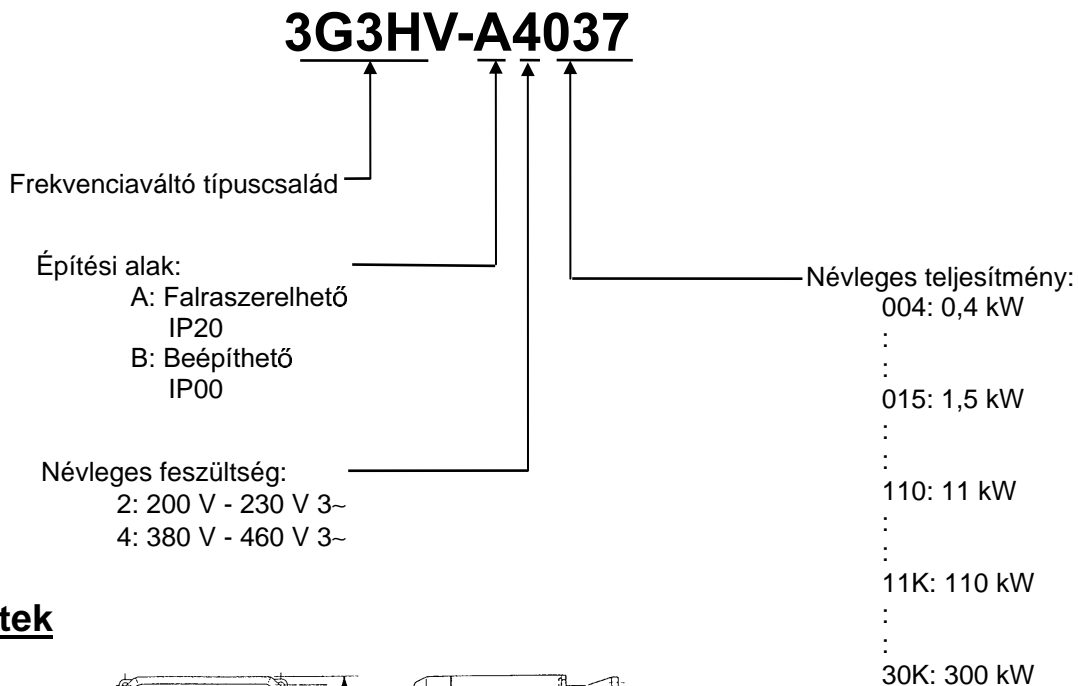 3G3HV-A4037
Frekvenciaváltó típuscsalád
Építési alak:
A: Falraszerelhető
IP20
B: Beépíthető
IP00
Névleges feszültség:
2: 200 V - 230 V 3~
4: 380 V - 460 V 3~
Névleges teljesítmény:
004: 0,4 kW
:
:
015: 1,5 kW
:
:
110: 11 kW
:
:
11K: 110 kW
:
:
30K: 300 kW
tek